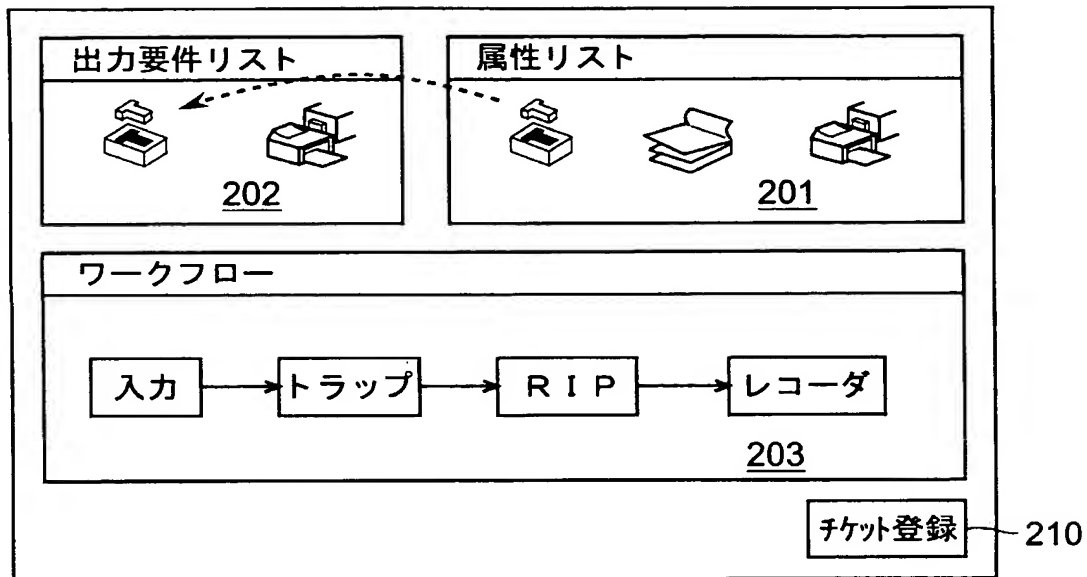 出力要件リスト
属性リスト
202
201
ワークフロー
入力
トラップ
RIP
レコーダ
203
チケット登録
210